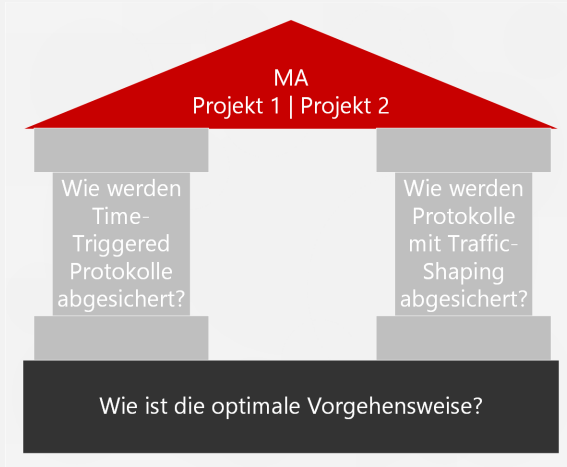 MA
Projekt 1 | Projekt 2
Wie werden
Time-
Triggered
Protokolle
abgesichert?
Wie werden
Protokolle
mit Traffic-
Shaping
abgesichert?
Wie ist die optimale Vorgehensweise?